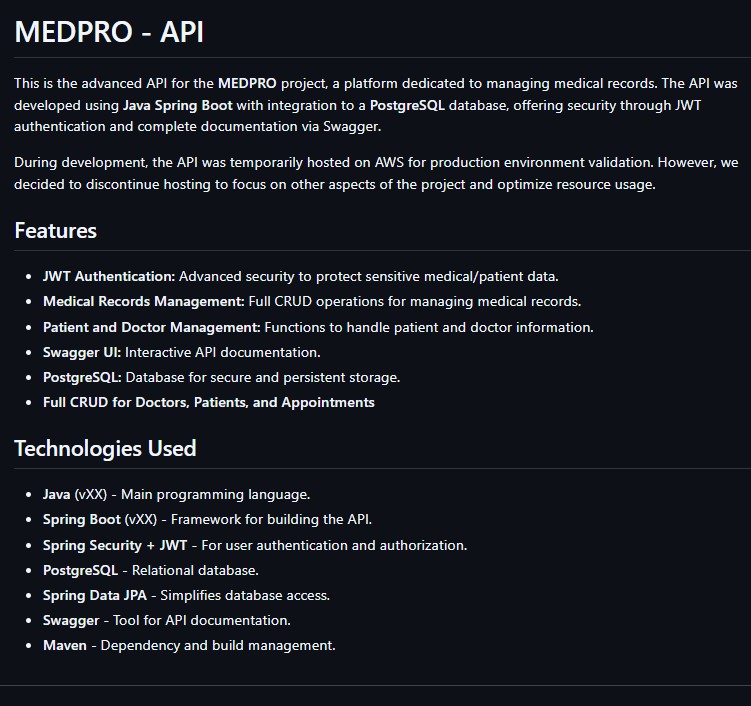 MEDPRO - API
This is the advanced API for the MEDPRO project, a platform dedicated to managing medical records. The API was
developed using Java Spring Boot with integration to a PostgreSQL database, offering security through JWT
authentication and complete documentation via Swagger.
During development, the API was temporarily hosted on AWS for production environment validation. However, we
decided to discontinue hosting to focus on other aspects of the project and optimize resource usage.
Features
• JWT Authentication: Advanced security to protect sensitive medical/patient data.
• Medical Records Management: Full CRUD operations for managing medical records.
• Patient and Doctor Management: Functions to handle patient and doctor information.
• Swagger UI: Interactive API documentation.
• PostgreSQL: Database for secure and persistent storage.
• Full CRUD for Doctors, Patients, and Appointments
Technologies Used
• Java (vXX) - Main programming language.
• Spring Boot (vXX) - Framework for building the API.
• Spring Security + JWT - For user authentication and authorization.
• PostgreSQL - Relational database.
• Spring Data JPA - Simplifies database access.
• Swagger - Tool for API documentation.
• Maven - Dependency and build management.